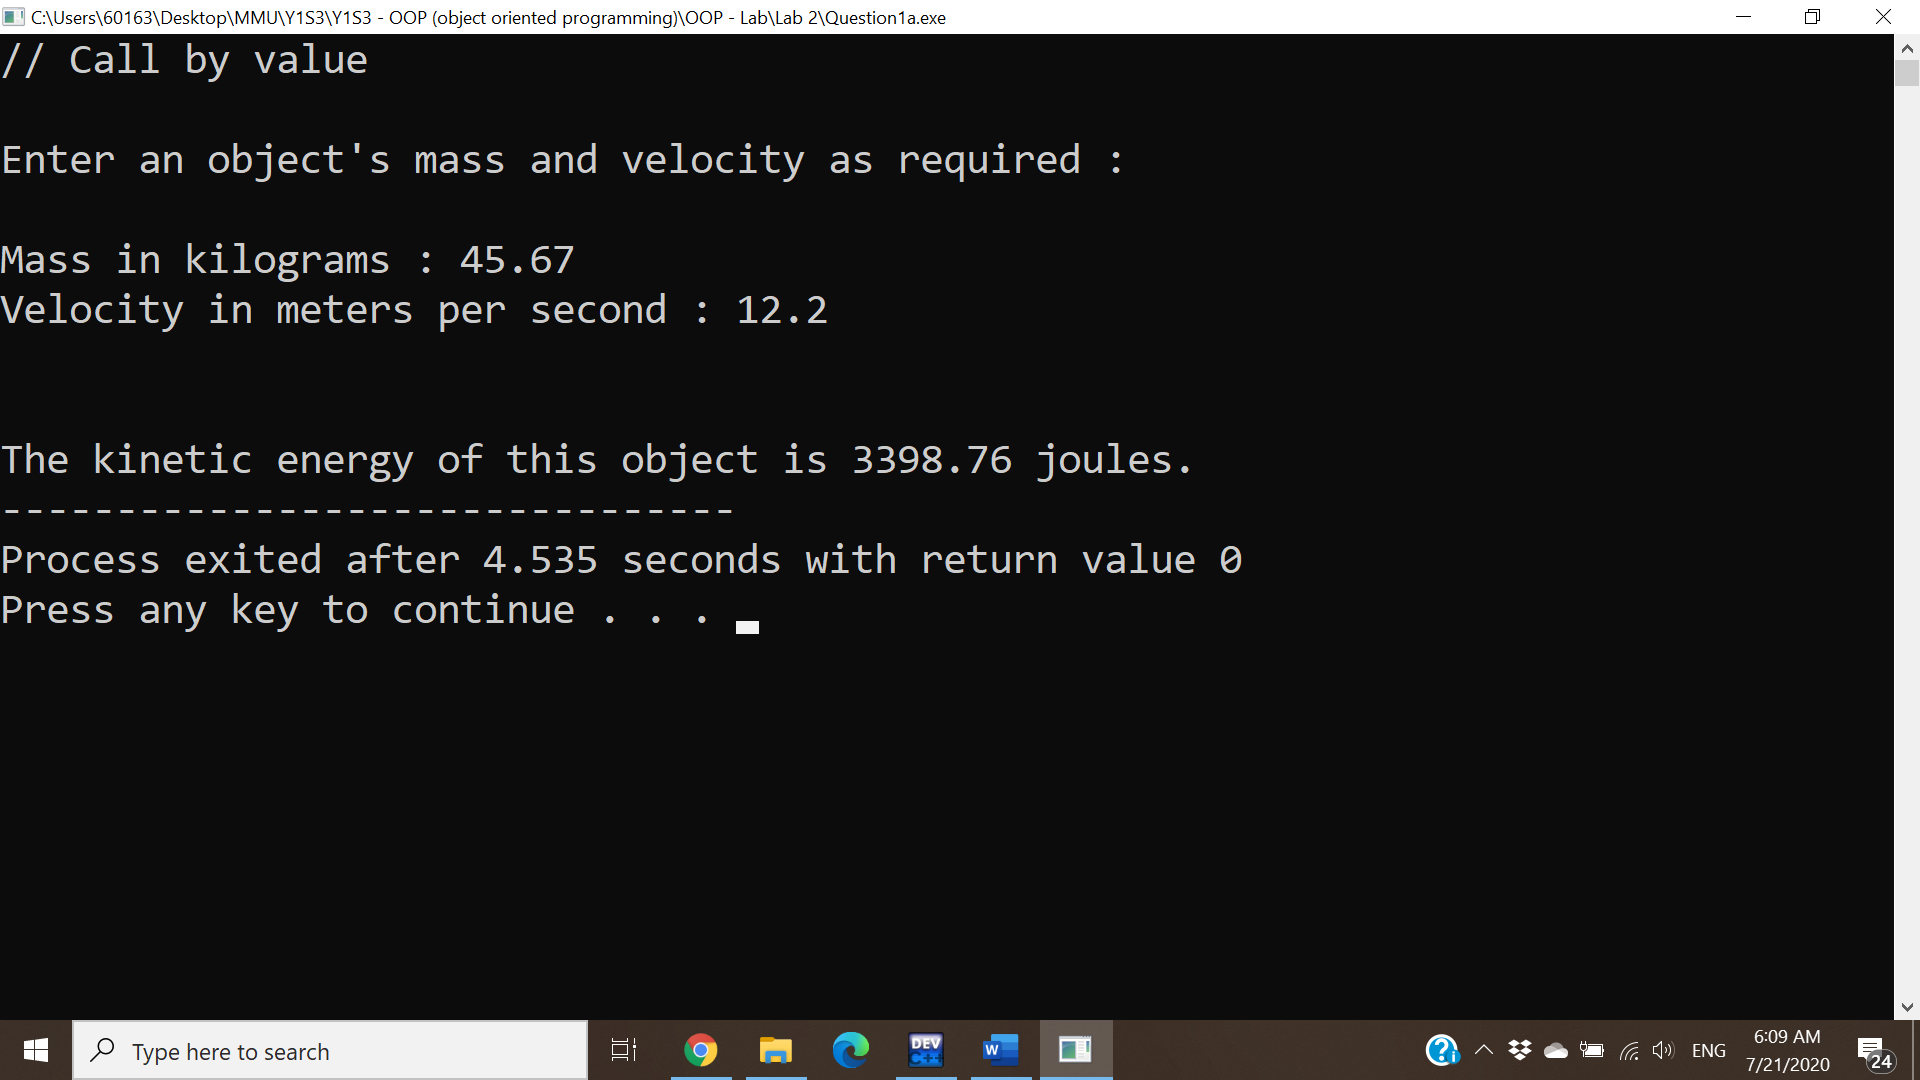 C:\Users\60163\Desktop\MMU\Y1S3\Y1S3 - OOP (object oriented programming)\OOP - Lab\Lab 2\Question1a.exe
// Call by value
Enter an object's mass and velocity as required :
Mass in kilograms : 45.67
Velocity in meters per second : 12.2
The kinetic energy of this object is 3398.76 joules.
--------------------------------
Process exited after 4.535 seconds with return value 0
Press any key to continue . . .
Type here to search
DEV
C++
W
ENG
6:09 AM
7/21/2020
24